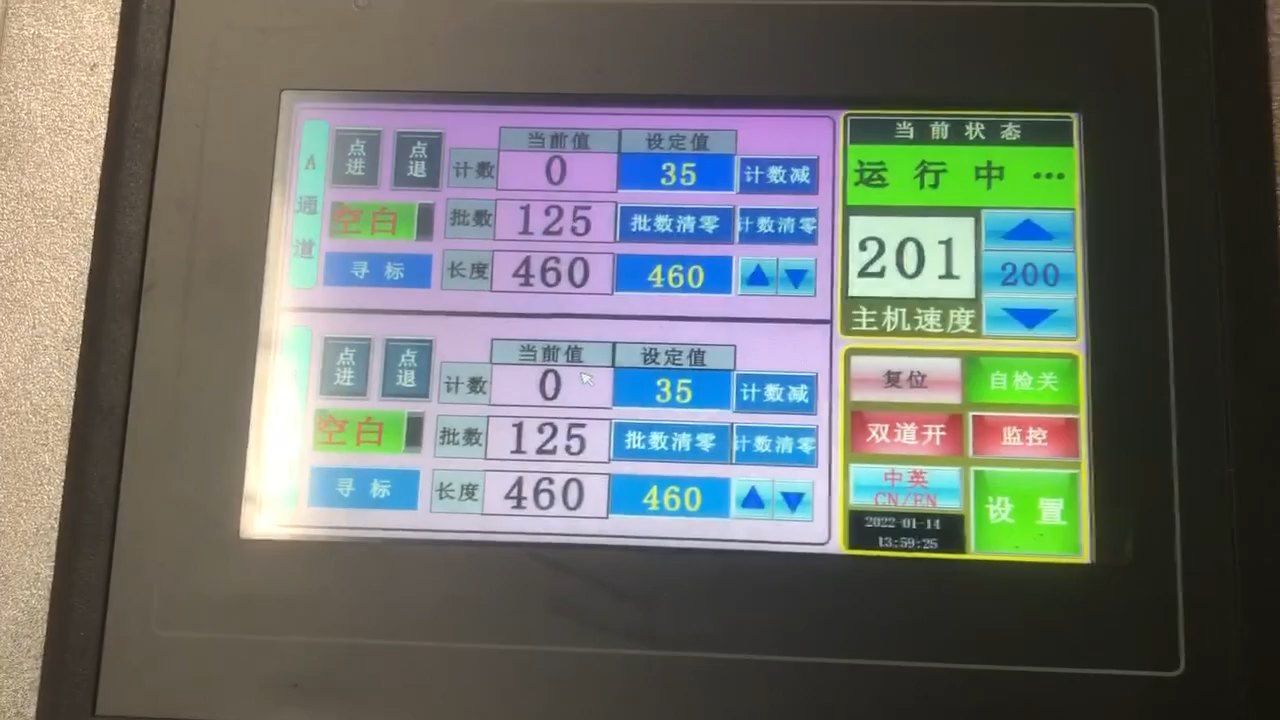 A通道
点进 点退
当前值 设定值
计数 0 35 计数减
空白 批数 125 批数清零 计数清零
寻标 长度 460 460
点进 点退
当前值 设定值
计数 0 35 计数减
空白 批数 125 批数清零 计数清零
寻标 长度 460 460
当前状态
运行中 ...
201 200
主机速度
复位 自检关
双道开 监控
中英
CN/EN
设置
2022-01-14
13:59:25